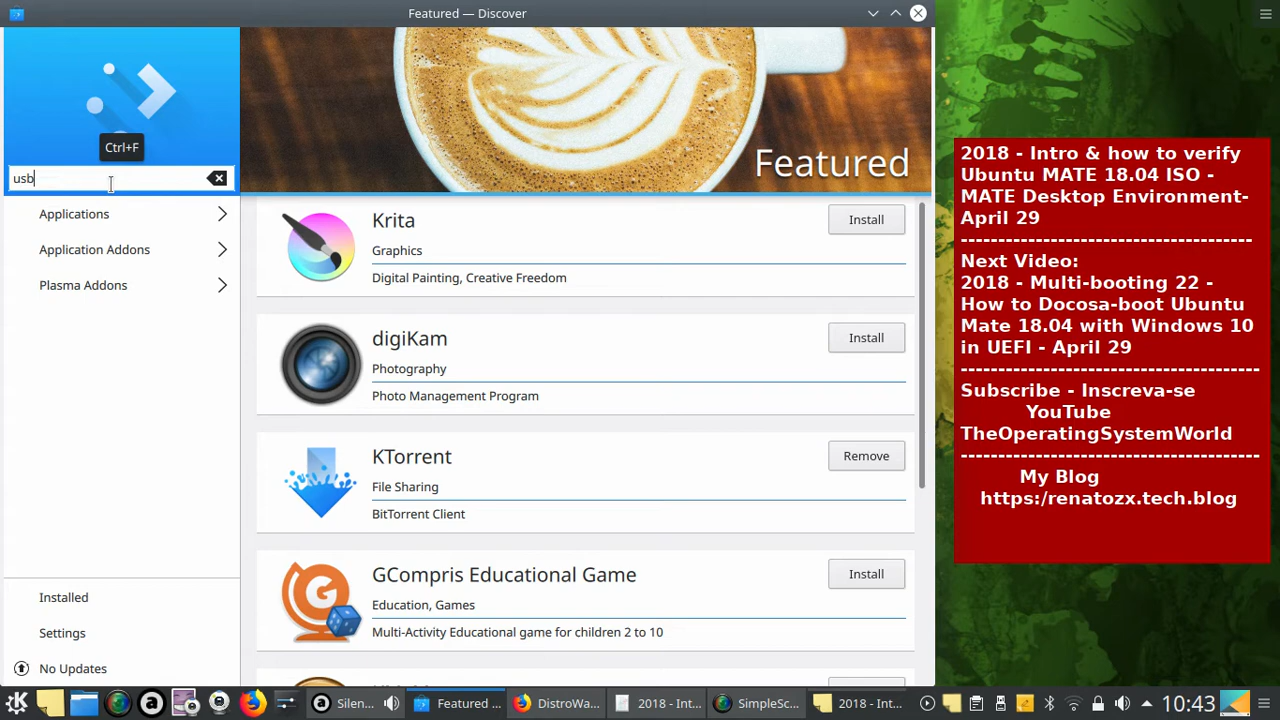 Featured — Discover
Ctrl+F
usb
Applications
Application Addons
Plasma Addons
Installed
Settings
No Updates
Featured
Krita
Install
Graphics
Digital Painting, Creative Freedom
digiKam
Install
Photography
Photo Management Program
KTorrent
Remove
File Sharing
BitTorrent Client
GCompris Educational Game
Install
Education, Games
Multi-Activity Educational game for children 2 to 10
2018 - Intro & how to verify
Ubuntu MATE 18.04 ISO -
MATE Desktop Environment-
April 29
--------------------------------------
Next Video:
2018 - Multi-booting 22 -
How to Docosa-boot Ubuntu
Mate 18.04 with Windows 10
in UEFI - April 29
---------------------------------------
Subscribe - Inscreva-se
YouTube
TheOperatingSystemWorld
---------------------------------------
My Blog
https:/renatozx.tech.blog
Silen...
Featured ...
DistroWa...
2018 - Int...
SimpleSc...
2018 - Int...
10:43